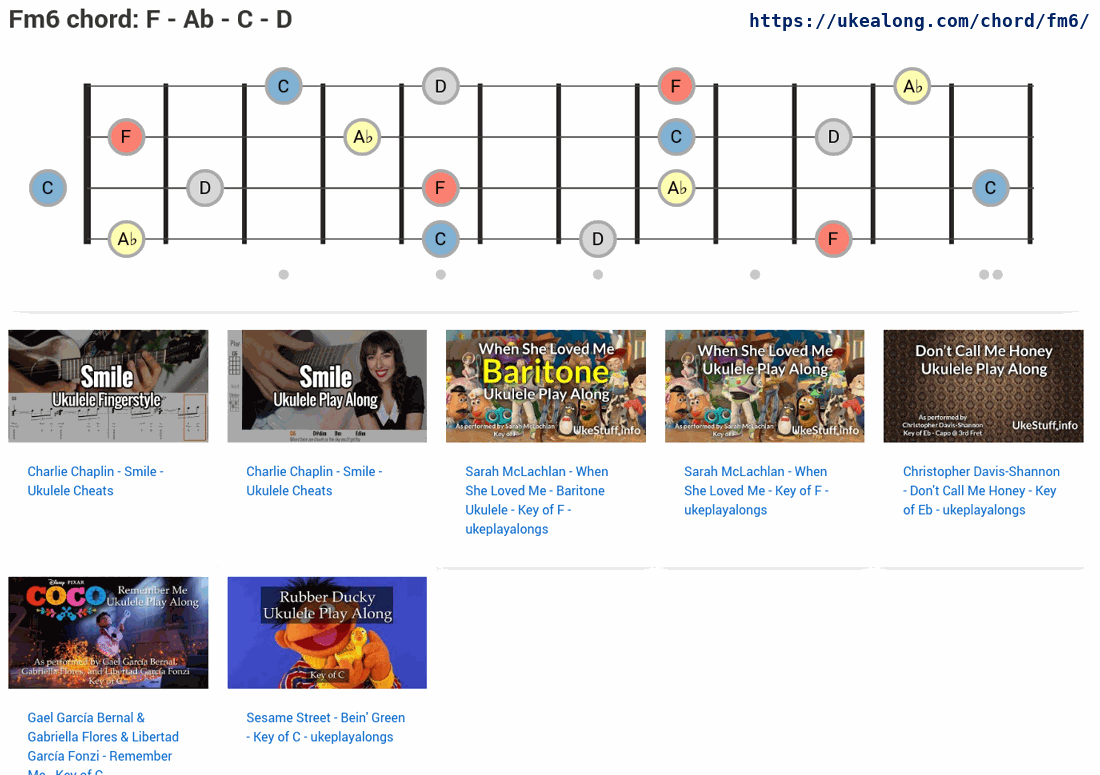 Fm6 chord: F - Ab - C - D
https://ukealong.com/chord/fm6/
C D F A♭
F A♭ C D
C D F A♭ C
A♭ C D F
Smile
Ukulele Fingerstyle
Play
Smile
Ukulele Play Along
When She Loved Me
Baritone
Ukulele Play Along
As performed by Sarah McLachlan
Key of F
UkeStuff.info
When She Loved Me
Ukulele Play Along
As performed by Sarah McLachlan
Key of F
UkeStuff.info
Don't Call Me Honey
Ukulele Play Along
As performed by
Christopher Davis-Shannon
Key of Eb - Capo @ 3rd Fret
UkeStuff.info
Charlie Chaplin - Smile -
Ukulele Cheats
Charlie Chaplin - Smile -
Ukulele Cheats
Sarah McLachlan - When
She Loved Me - Baritone
Ukulele - Key of F -
ukeplayalongs
Sarah McLachlan - When
She Loved Me - Key of F -
ukeplayalongs
Christopher Davis-Shannon
- Don't Call Me Honey - Key
of Eb - ukeplayalongs
Disney PIXAR
COCO
Remember Me
Ukulele Play Along
As performed by Gael García Bernal,
Gabriella Flores, and Libertad García Fonzi
Key of C
Rubber Ducky
Ukulele Play Along
Key of C
Gael García Bernal &
Gabriella Flores & Libertad
García Fonzi - Remember
Me - Key of C
Sesame Street - Bein' Green
- Key of C - ukeplayalongs